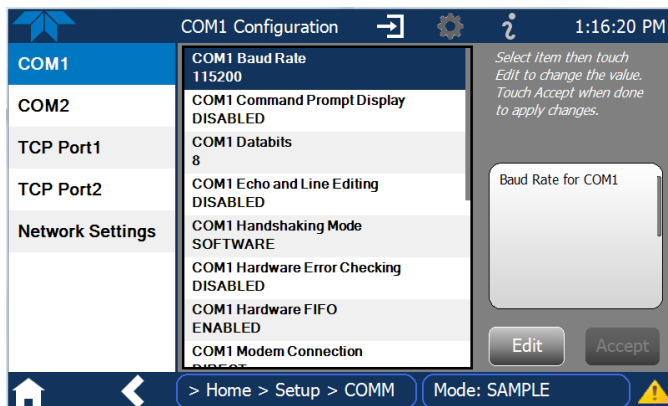 COM1 Configuration
1:16:20 PM
COM1
COM2
TCP Port1
TCP Port2
Network Settings
COM1 Baud Rate
115200
COM1 Command Prompt Display
DISABLED
COM1 Databits
8
COM1 Echo and Line Editing
DISABLED
COM1 Handshaking Mode
SOFTWARE
COM1 Hardware Error Checking
DISABLED
COM1 Hardware FIFO
ENABLED
COM1 Modem Connection
DIRECT
Select item then touch
Edit to change the value.
Touch Accept when done
to apply changes.
Baud Rate for COM1
Edit
Accept
> Home > Setup > COMM
Mode: SAMPLE